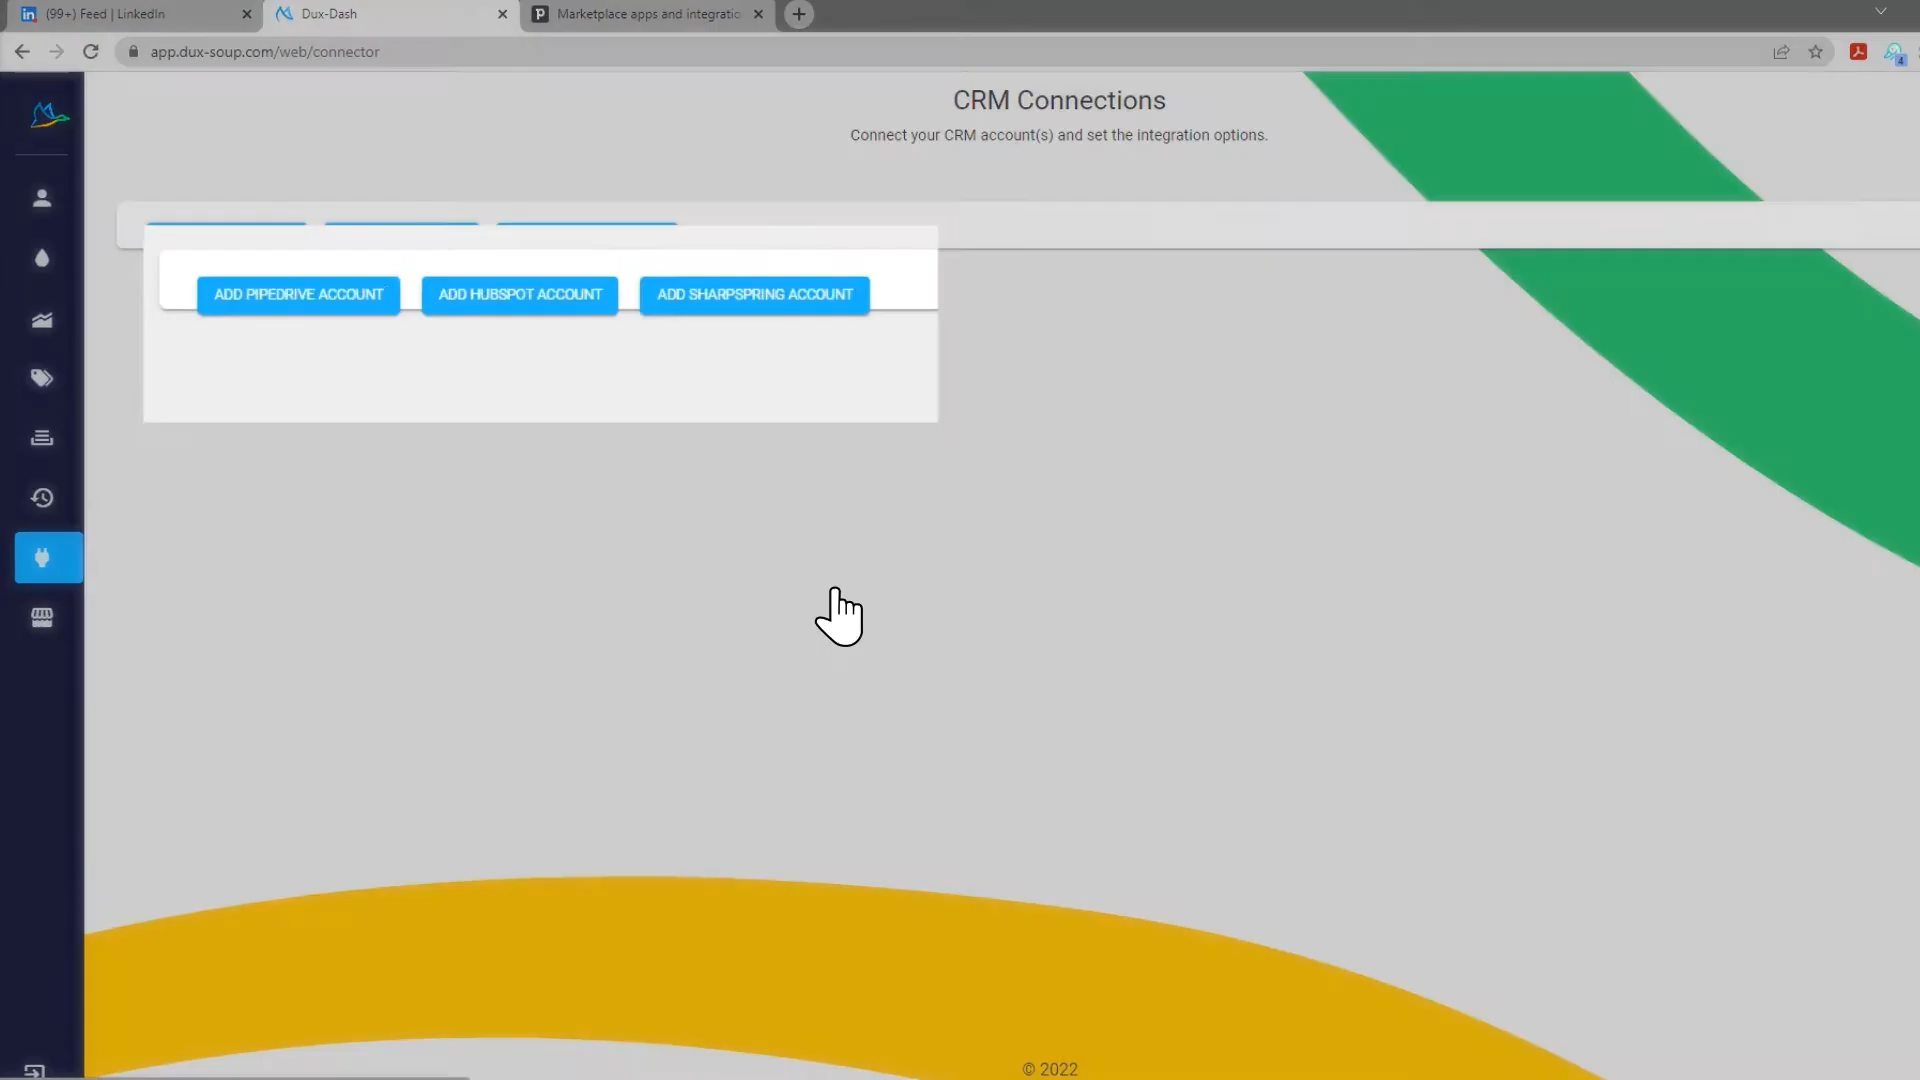 (99+) Feed | LinkedIn
Dux-Dash
Marketplace apps and integratio
app.dux-soup.com/web/connector
4
CRM Connections
Connect your CRM account(s) and set the integration options.
ADD PIPEDRIVE ACCOUNT
ADD HUBSPOT ACCOUNT
ADD SHARPSPRING ACCOUNT
© 2022